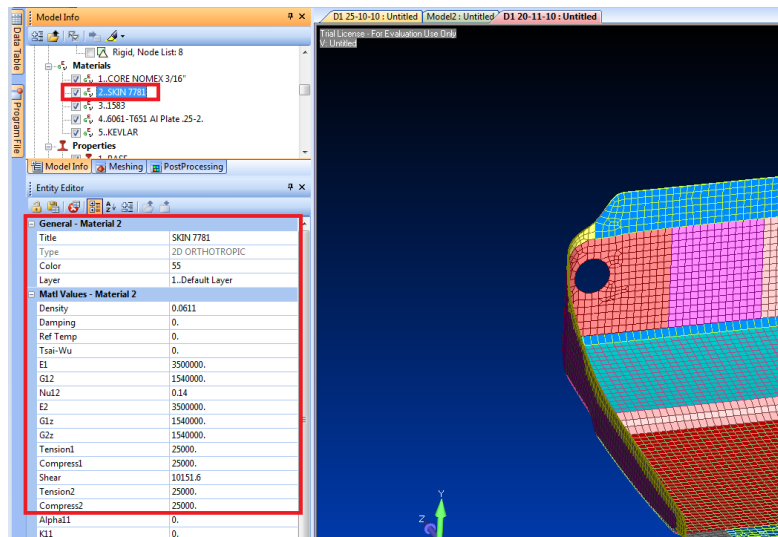 Model Info
D1 25-10-10 : Untitled
Model2 : Untitled
D1 20-11-10 : Untitled
Data Table
Program File
Trial License - For Evaluation Use Only
V: Untitled
Rigid, Node List: 8
Materials
1..CORE NOMEX 3/16"
2..SKIN 7781
3..1583
4..6061-T651 Al Plate .25-2.
5..KEVLAR
Properties
Model Info
Meshing
PostProcessing
Entity Editor
General - Material 2
Title SKIN 7781
Type 2D ORTHOTROPIC
Color 55
Layer 1..Default Layer
Matl Values - Material 2
Density 0.0611
Damping 0.
Ref Temp 0.
Tsai-Wu 0.
E1 3500000.
G12 1540000.
Nu12 0.14
E2 3500000.
G1z 1540000.
G2z 1540000.
Tension1 25000.
Compress1 25000.
Shear 10151.6
Tension2 25000.
Compress2 25000.
Alpha11 0.
K11 0.
Y
Z